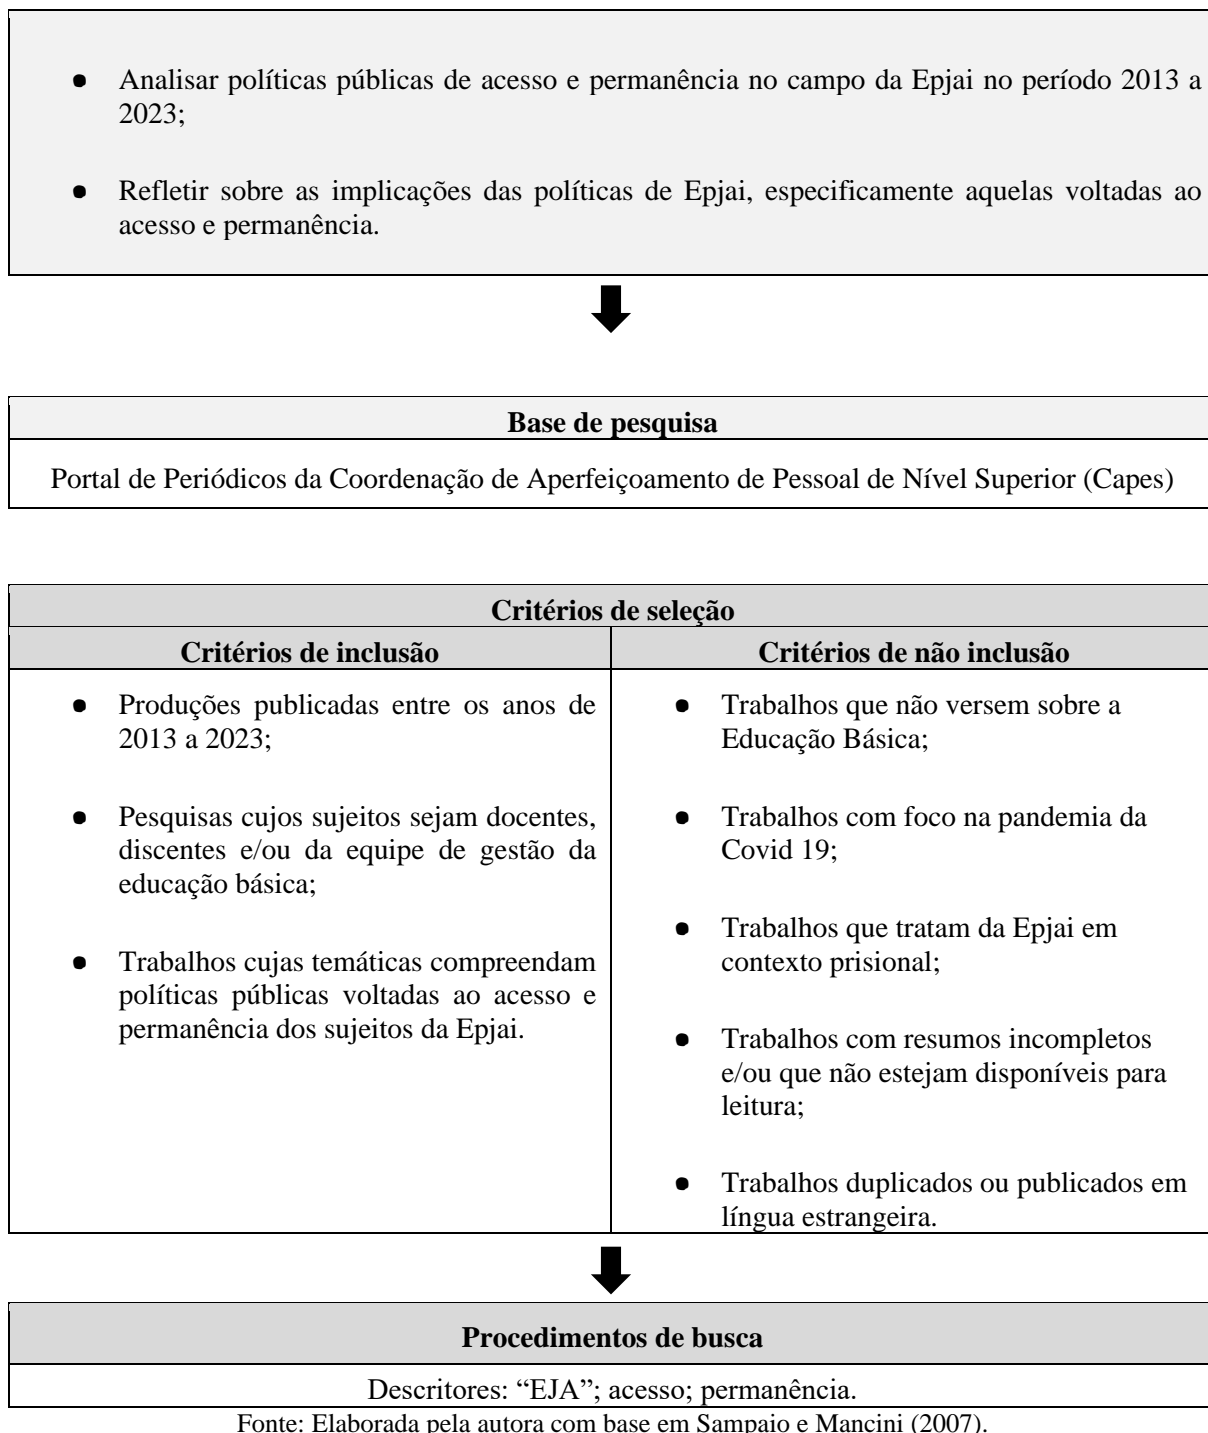 ● Analisar políticas públicas de acesso e permanência no campo da Epjai no período 2013 a
2023;
● Refletir sobre as implicações das políticas de Epjai, especificamente aquelas voltadas ao
acesso e permanência.
Base de pesquisa
Portal de Periódicos da Coordenação de Aperfeiçoamento de Pessoal de Nível Superior (Capes)
Critérios de seleção
Critérios de inclusão
● Produções publicadas entre os anos de
2013 a 2023;
● Pesquisas cujos sujeitos sejam docentes,
discentes e/ou da equipe de gestão da
educação básica;
● Trabalhos cujas temáticas compreendam
políticas públicas voltadas ao acesso e
permanência dos sujeitos da Epjai.
Critérios de não inclusão
● Trabalhos que não versem sobre a
Educação Básica;
● Trabalhos com foco na pandemia da
Covid 19;
● Trabalhos que tratam da Epjai em
contexto prisional;
● Trabalhos com resumos incompletos
e/ou que não estejam disponíveis para
leitura;
● Trabalhos duplicados ou publicados em
língua estrangeira.
Procedimentos de busca
Descritores: “EJA”; acesso; permanência.
Fonte: Elaborada pela autora com base em Sampaio e Mancini (2007).